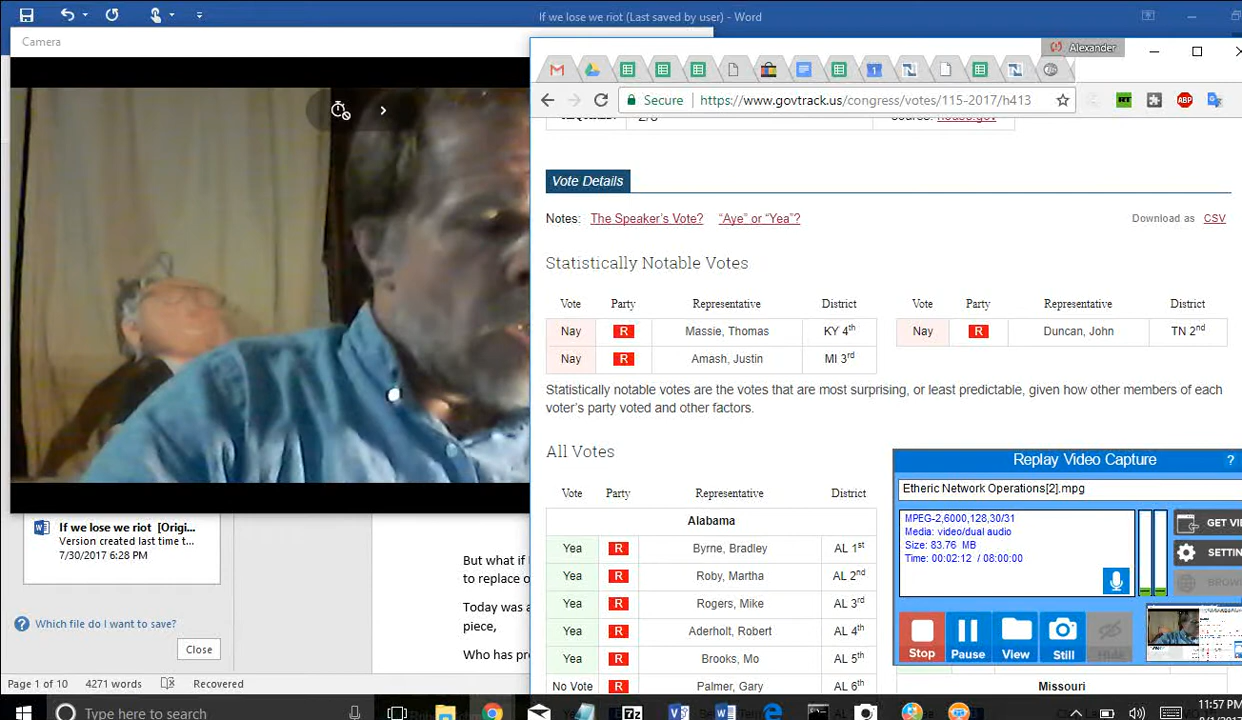 If we lose we riot (Last saved by user) - Word
Camera
Alexander
Secure
https://www.govtrack.us/congress/votes/115-2017/h413
RT
ABP
Vote Details
Notes: The Speaker's Vote? “Aye” or “Yea”?
Download as CSV
Statistically Notable Votes
Vote Party Representative District
Nay R Massie, Thomas KY 4th
Nay R Amash, Justin MI 3rd
Vote Party Representative District
Nay R Duncan, John TN 2nd
Statistically notable votes are the votes that are most surprising, or least predictable, given how other members of each
voter's party voted and other factors.
All Votes
Vote Party Representative District
Alabama
Yea R Byrne, Bradley AL 1st
Yea R Roby, Martha AL 2nd
Yea R Rogers, Mike AL 3rd
Yea R Aderholt, Robert AL 4th
Yea R Brooks, Mo AL 5th
No Vote R Palmer, Gary AL 6th
Missouri
Replay Video Capture ?
Etheric Network Operations[2].mpg
MPEG-2,6000,128,30/31
Media: video/dual audio
Size: 83.76 MB
Time: 00:02:12 / 08:00:00
GET VI
SETTIN
BROW
Stop
Pause
View
Still
Hide
If we lose we riot [Origi...
Version created last time t...
7/30/2017 6:28 PM
Which file do I want to save?
Close
But what if
to replace o
Today was a
piece,
Who has pr
Page 1 of 10
4271 words
Recovered
Type here to search
11:57 PM